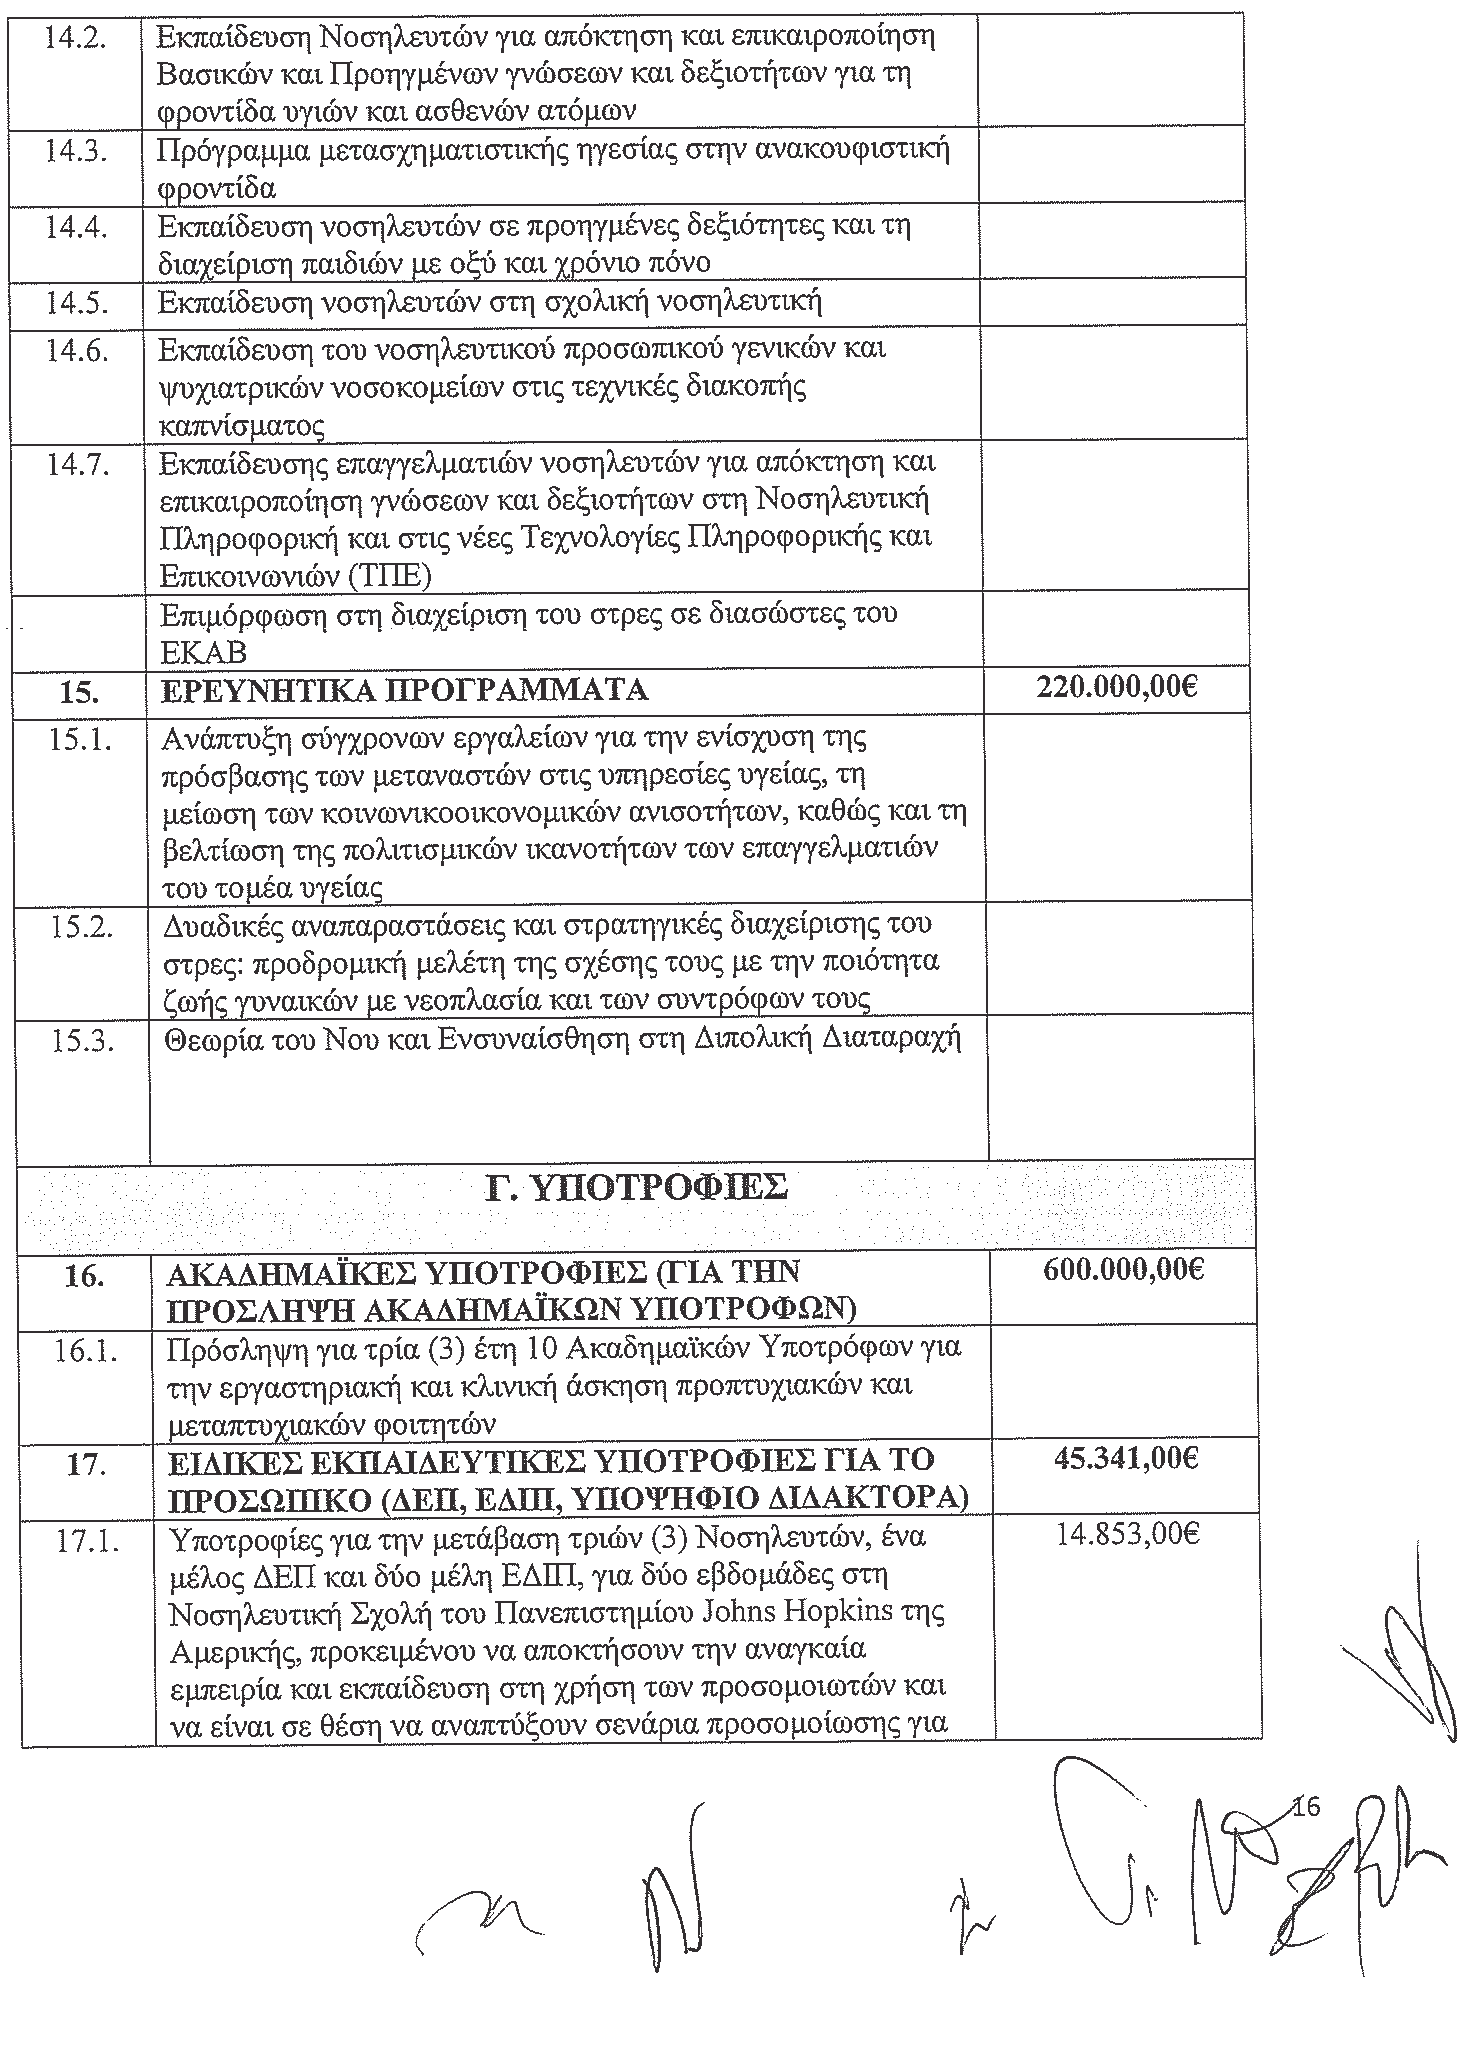 14.2. Εκπαίδευση Νοσηλευτών για απόκτηση και επικαιροποίηση
Βασικών και Προηγμένων γνώσεων και δεξιοτήτων για τη
φροντίδα υγιών και ασθενών ατόμων
14.3. Πρόγραμμα μετασχηματιστικής ηγεσίας στην ανακουφιστική
φροντίδα
14.4. Εκπαίδευση νοσηλευτών σε προηγμένες δεξιότητες και τη
διαχείριση παιδιών με οξύ και χρόνιο πόνο
14.5. Εκπαίδευση νοσηλευτών στη σχολική νοσηλευτική
14.6. Εκπαίδευση του νοσηλευτικού προσωπικού γενικών και
ψυχιατρικών νοσοκομείων στις τεχνικές διακοπής
καπνίσματος
14.7. Εκπαίδευσης επαγγελματιών νοσηλευτών για απόκτηση και
επικαιροποίηση γνώσεων και δεξιοτήτων στη Νοσηλευτική
Πληροφορική και στις νέες Τεχνολογίες Πληροφορικής και
Επικοινωνιών (ΤΠΕ)
Επιμόρφωση στη διαχείριση του στρες σε διασώστες του
ΕΚΑΒ
15. ΕΡΕΥΝΗΤΙΚΑ ΠΡΟΓΡΑΜΜΑΤΑ 220.000,00€
15.1. Ανάπτυξη σύγχρονων εργαλείων για την ενίσχυση της
πρόσβασης των μεταναστών στις υπηρεσίες υγείας, τη
μείωση των κοινωνικοοικονομικών ανισοτήτων, καθώς και τη
βελτίωση της πολιτισμικών ικανοτήτων των επαγγελματιών
του τομέα υγείας
15.2. Δυαδικές αναπαραστάσεις και στρατηγικές διαχείρισης του
στρες: προδρομική μελέτη της σχέσης τους με την ποιότητα
ζωής γυναικών με νεοπλασία και των συντρόφων τους
15.3. Θεωρία του Νου και Ενσυναίσθηση στη Διπολική Διαταραχή
Γ. ΥΠΟΤΡΟΦΙΕΣ
16. ΑΚΑΔΗΜΑΪΚΕΣ ΥΠΟΤΡΟΦΙΕΣ (ΓΙΑ ΤΗΝ 600.000,00€
ΠΡΟΣΛΗΨΗ ΑΚΑΔΗΜΑΪΚΩΝ ΥΠΟΤΡΟΦΩΝ)
16.1. Πρόσληψη για τρία (3) έτη 10 Ακαδημαϊκών Υποτρόφων για
την εργαστηριακή και κλινική άσκηση προπτυχιακών και
μεταπτυχιακών φοιτητών
17. ΕΙΔΙΚΕΣ ΕΚΠΑΙΔΕΥΤΙΚΕΣ ΥΠΟΤΡΟΦΙΕΣ ΓΙΑ ΤΟ 45.341,00€
ΠΡΟΣΩΠΙΚΟ (ΔΕΠ, ΕΔΙΠ, ΥΠΟΨΗΦΙΟ ΔΙΔΑΚΤΟΡΑ)
17.1. Υποτροφίες για την μετάβαση τριών (3) Νοσηλευτών, ένα 14.853,00€
μέλος ΔΕΠ και δύο μέλη ΕΔΙΠ, για δύο εβδομάδες στη
Νοσηλευτική Σχολή του Πανεπιστημίου Johns Hopkins της
Αμερικής, προκειμένου να αποκτήσουν την αναγκαία
εμπειρία και εκπαίδευση στη χρήση των προσομοιωτών και
να είναι σε θέση να αναπτύξουν σενάρια προσομοίωσης για
16